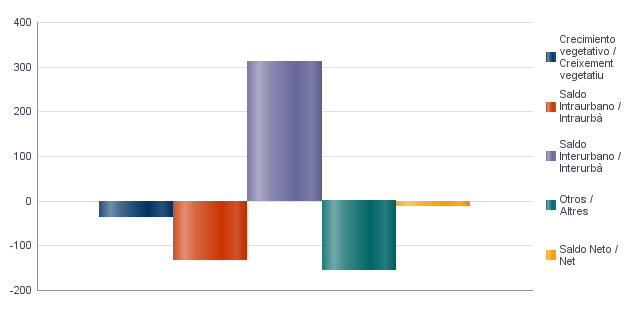 400
300
200
100
0
-100
-200
Crecimiento
vegetativo /
Creixement
vegetatiu
Saldo
Intraurbano /
Intraurbà
Saldo
Interurbano /
Interurbà
Otros /
Altres
Saldo Neto /
Net